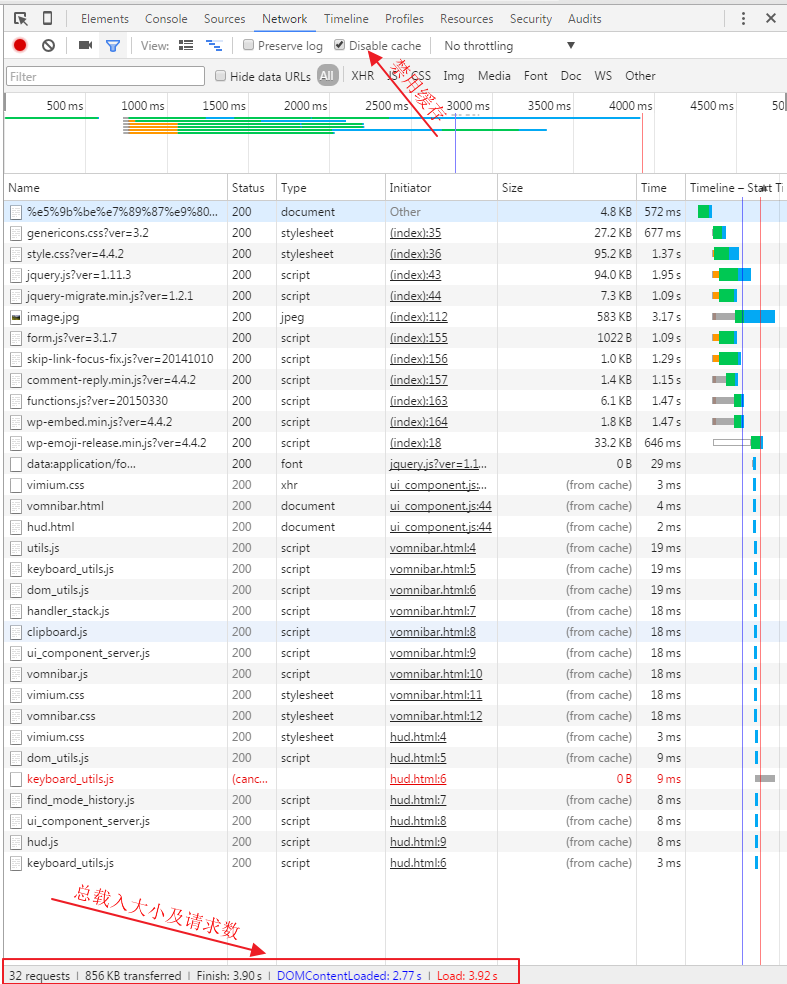 Elements Console Sources Network Timeline Profiles Resources Security Audits
View: Preserve log Disable cache No throttling
Filter Hide data URLs All XHR JS CSS Img Media Font Doc WS Other
禁用缓存
500 ms 1000 ms 1500 ms 2000 ms 2500 ms 3000 ms 3500 ms 4000 ms 4500 ms 50
Name Status Type Initiator Size Time Timeline – Start Ti
%e5%9b%be%e7%89%87%e9%80... 200 document Other 4.8 KB 572 ms
genericons.css?ver=3.2 200 stylesheet (index):35 27.2 KB 677 ms
style.css?ver=4.4.2 200 stylesheet (index):36 95.2 KB 1.37 s
jquery.js?ver=1.11.3 200 script (index):43 94.0 KB 1.95 s
jquery-migrate.min.js?ver=1.2.1 200 script (index):44 7.3 KB 1.09 s
image.jpg 200 jpeg (index):112 583 KB 3.17 s
form.js?ver=3.1.7 200 script (index):155 1022 B 1.09 s
skip-link-focus-fix.js?ver=20141010 200 script (index):156 1.0 KB 1.29 s
comment-reply.min.js?ver=4.4.2 200 script (index):157 1.4 KB 1.15 s
functions.js?ver=20150330 200 script (index):163 6.1 KB 1.47 s
wp-embed.min.js?ver=4.4.2 200 script (index):164 1.8 KB 1.47 s
wp-emoji-release.min.js?ver=4.4.2 200 script (index):18 33.2 KB 646 ms
data:application/fo... 200 font jquery.js?ver=1.1... 0 B 29 ms
vimium.css 200 xhr ui_component.js:... (from cache) 3 ms
vomnibar.html 200 document ui_component.js:44 (from cache) 4 ms
hud.html 200 document ui_component.js:44 (from cache) 2 ms
utils.js 200 script vomnibar.html:4 (from cache) 19 ms
keyboard_utils.js 200 script vomnibar.html:5 (from cache) 19 ms
dom_utils.js 200 script vomnibar.html:6 (from cache) 19 ms
handler_stack.js 200 script vomnibar.html:7 (from cache) 18 ms
clipboard.js 200 script vomnibar.html:8 (from cache) 18 ms
ui_component_server.js 200 script vomnibar.html:9 (from cache) 18 ms
vomnibar.js 200 script vomnibar.html:10 (from cache) 18 ms
vimium.css 200 stylesheet vomnibar.html:11 (from cache) 18 ms
vomnibar.css 200 stylesheet vomnibar.html:12 (from cache) 18 ms
vimium.css 200 stylesheet hud.html:4 (from cache) 3 ms
dom_utils.js 200 script hud.html:5 (from cache) 9 ms
keyboard_utils.js (canc... hud.html:6 0 B 9 ms
find_mode_history.js 200 script hud.html:7 (from cache) 8 ms
ui_component_server.js 200 script hud.html:8 (from cache) 8 ms
hud.js 200 script hud.html:9 (from cache) 8 ms
keyboard_utils.js 200 script hud.html:6 (from cache) 3 ms
总载入大小及请求数
32 requests | 856 KB transferred | Finish: 3.90 s | DOMContentLoaded: 2.77 s | Load: 3.92 s